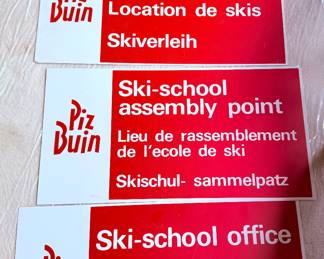 Buin
Location de skis
Skiverleih
Piz
Buin
Ski-school
assembly point
Lieu de rassemblement
de l'ecole de ski
Skischul- sammelpatz
Ski-school office